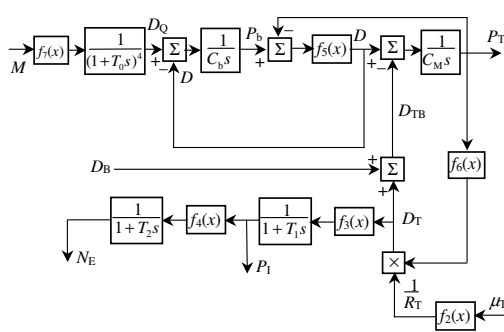 D_Q P_b D P_T
M f₇(x) 1/(1+T₀s)⁴ + − Σ 1/(C_b s) + − Σ f₅(x) + − Σ 1/(C_M s)
D
D_TB
D_B + + Σ f₆(x)
N_E 1/(1+T₂s) f₄(x) P_I 1/(1+T₁s) f₃(x) D_T
×
1/R_T f₂(x)